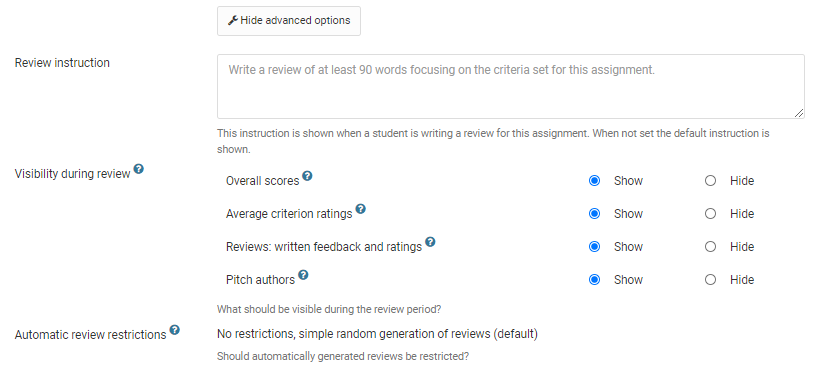 Hide advanced options
Review instruction
Write a review of at least 90 words focusing on the criteria set for this assignment.
This instruction is shown when a student is writing a review for this assignment. When not set the default instruction is
shown.
Visibility during review ?
Overall scores ? Show Hide
Average criterion ratings ? Show Hide
Reviews: written feedback and ratings ? Show Hide
Pitch authors ? Show Hide
What should be visible during the review period?
Automatic review restrictions ? No restrictions, simple random generation of reviews (default)
Should automatically generated reviews be restricted?